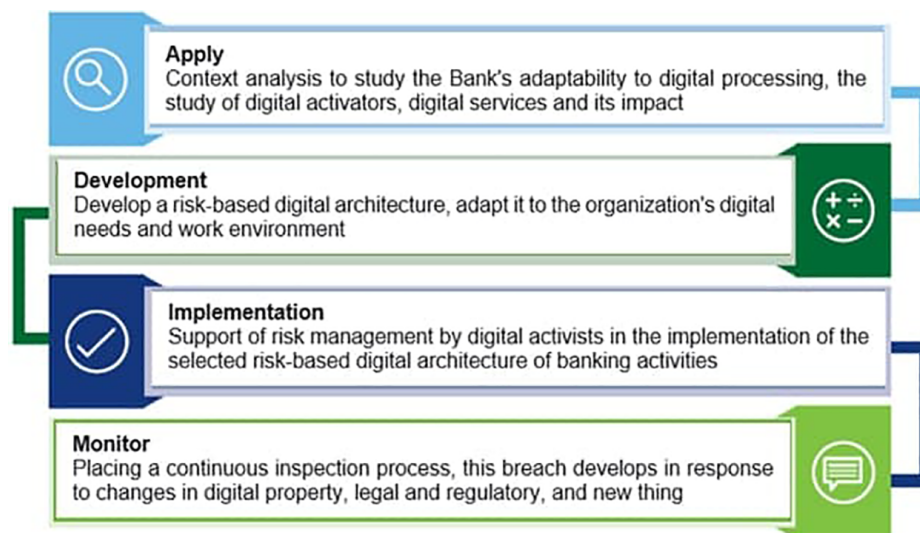 Apply
Context analysis to study the Bank's adaptability to digital processing, the
study of digital activators, digital services and its impact
Development
Develop a risk-based digital architecture, adapt it to the organization's digital
needs and work environment
Implementation
Support of risk management by digital activists in the implementation of the
selected risk-based digital architecture of banking activities
Monitor
Placing a continuous inspection process, this breach develops in response
to changes in digital property, legal and regulatory, and new thing